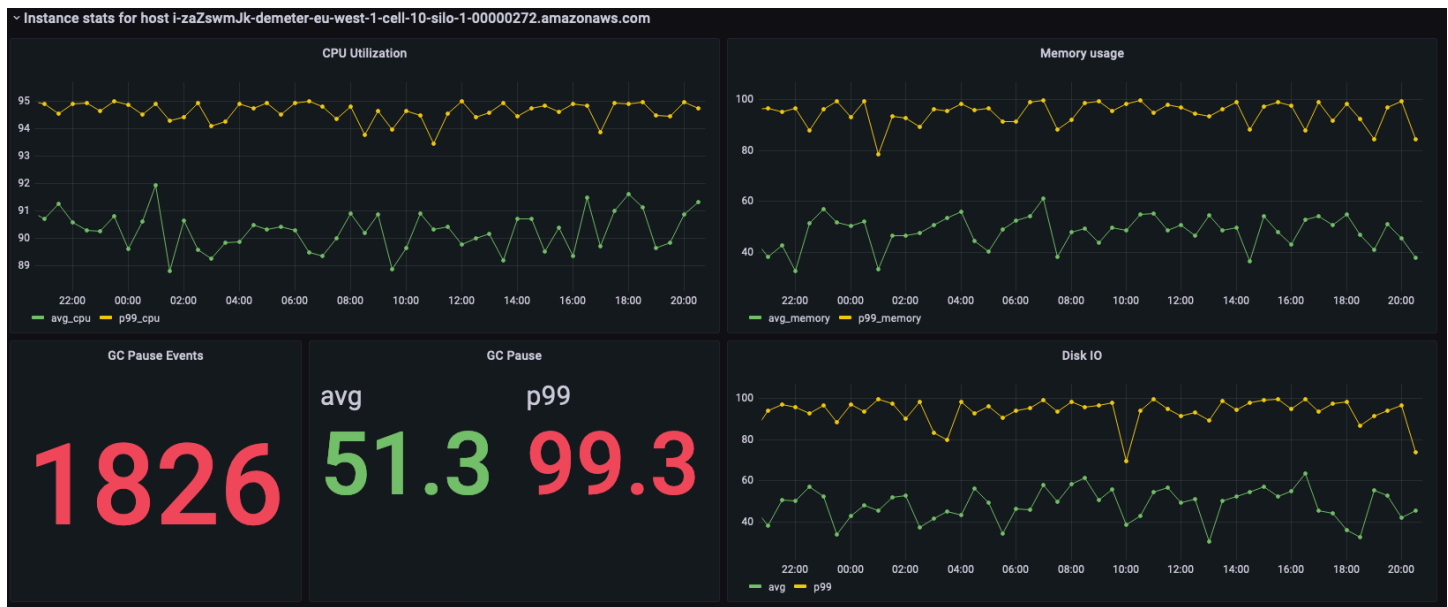 Instance stats for host i-zaZswmJk-demeter-eu-west-1-cell-10-silo-1-00000272.amazonaws.com
CPU Utilization
95
94
93
92
91
90
89
22:00 00:00 02:00 04:00 06:00 08:00 10:00 12:00 14:00 16:00 18:00 20:00
avg_cpu p99_cpu
Memory usage
100
80
60
40
22:00 00:00 02:00 04:00 06:00 08:00 10:00 12:00 14:00 16:00 18:00 20:00
avg_memory p99_memory
GC Pause Events
1826
GC Pause
avg p99
51.3 99.3
Disk IO
100
80
60
40
22:00 00:00 02:00 04:00 06:00 08:00 10:00 12:00 14:00 16:00 18:00 20:00
avg p99